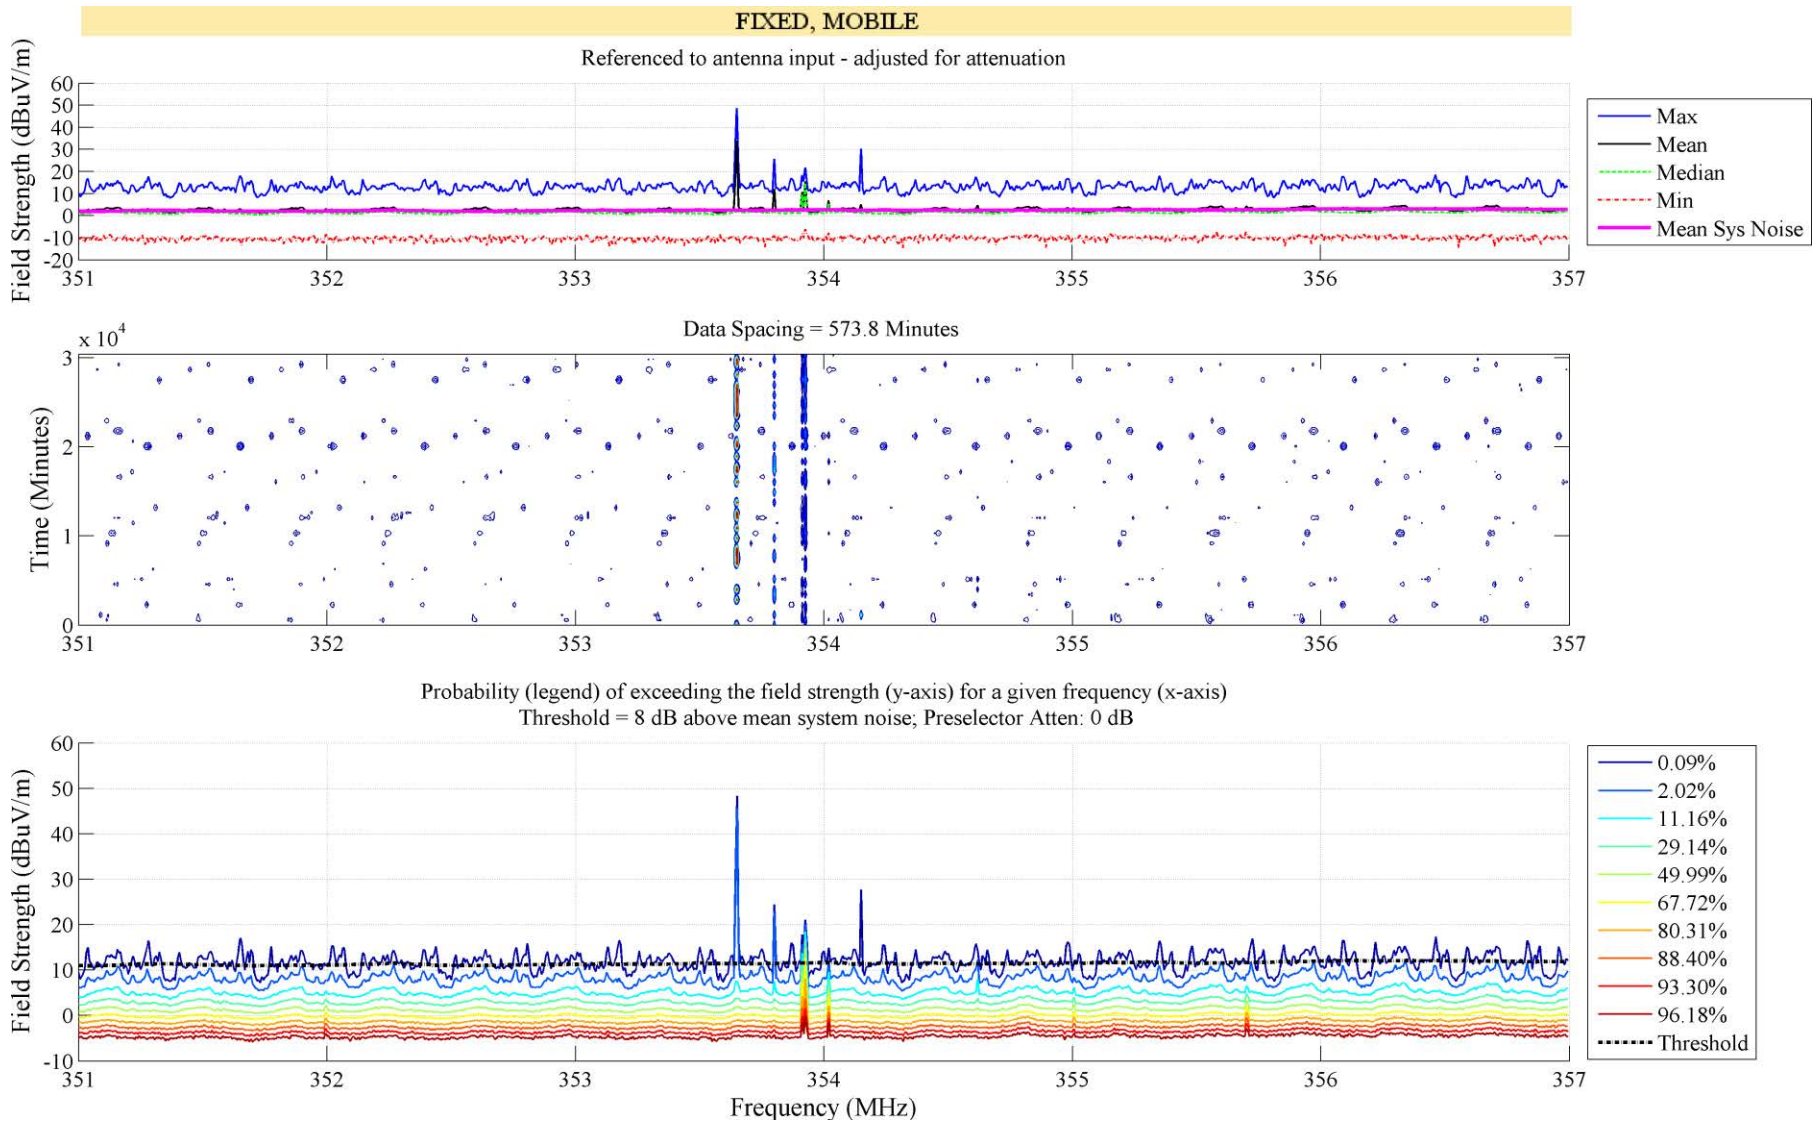 FIXED, MOBILE
Referenced to antenna input - adjusted for attenuation
Field Strength (dBuV/m)
60
50
40
30
20
10
0
-10
-20
351 352 353 354 355 356 357
Max
Mean
Median
Min
Mean Sys Noise
Data Spacing = 573.8 Minutes
x 10^4
Time (Minutes)
3
2
1
0
351 352 353 354 355 356 357
Probability (legend) of exceeding the field strength (y-axis) for a given frequency (x-axis)
Threshold = 8 dB above mean system noise; Preselector Atten: 0 dB
Field Strength (dBuV/m)
60
50
40
30
20
10
0
-10
351 352 353 354 355 356 357
Frequency (MHz)
0.09%
2.02%
11.16%
29.14%
49.99%
67.72%
80.31%
88.40%
93.30%
96.18%
Threshold